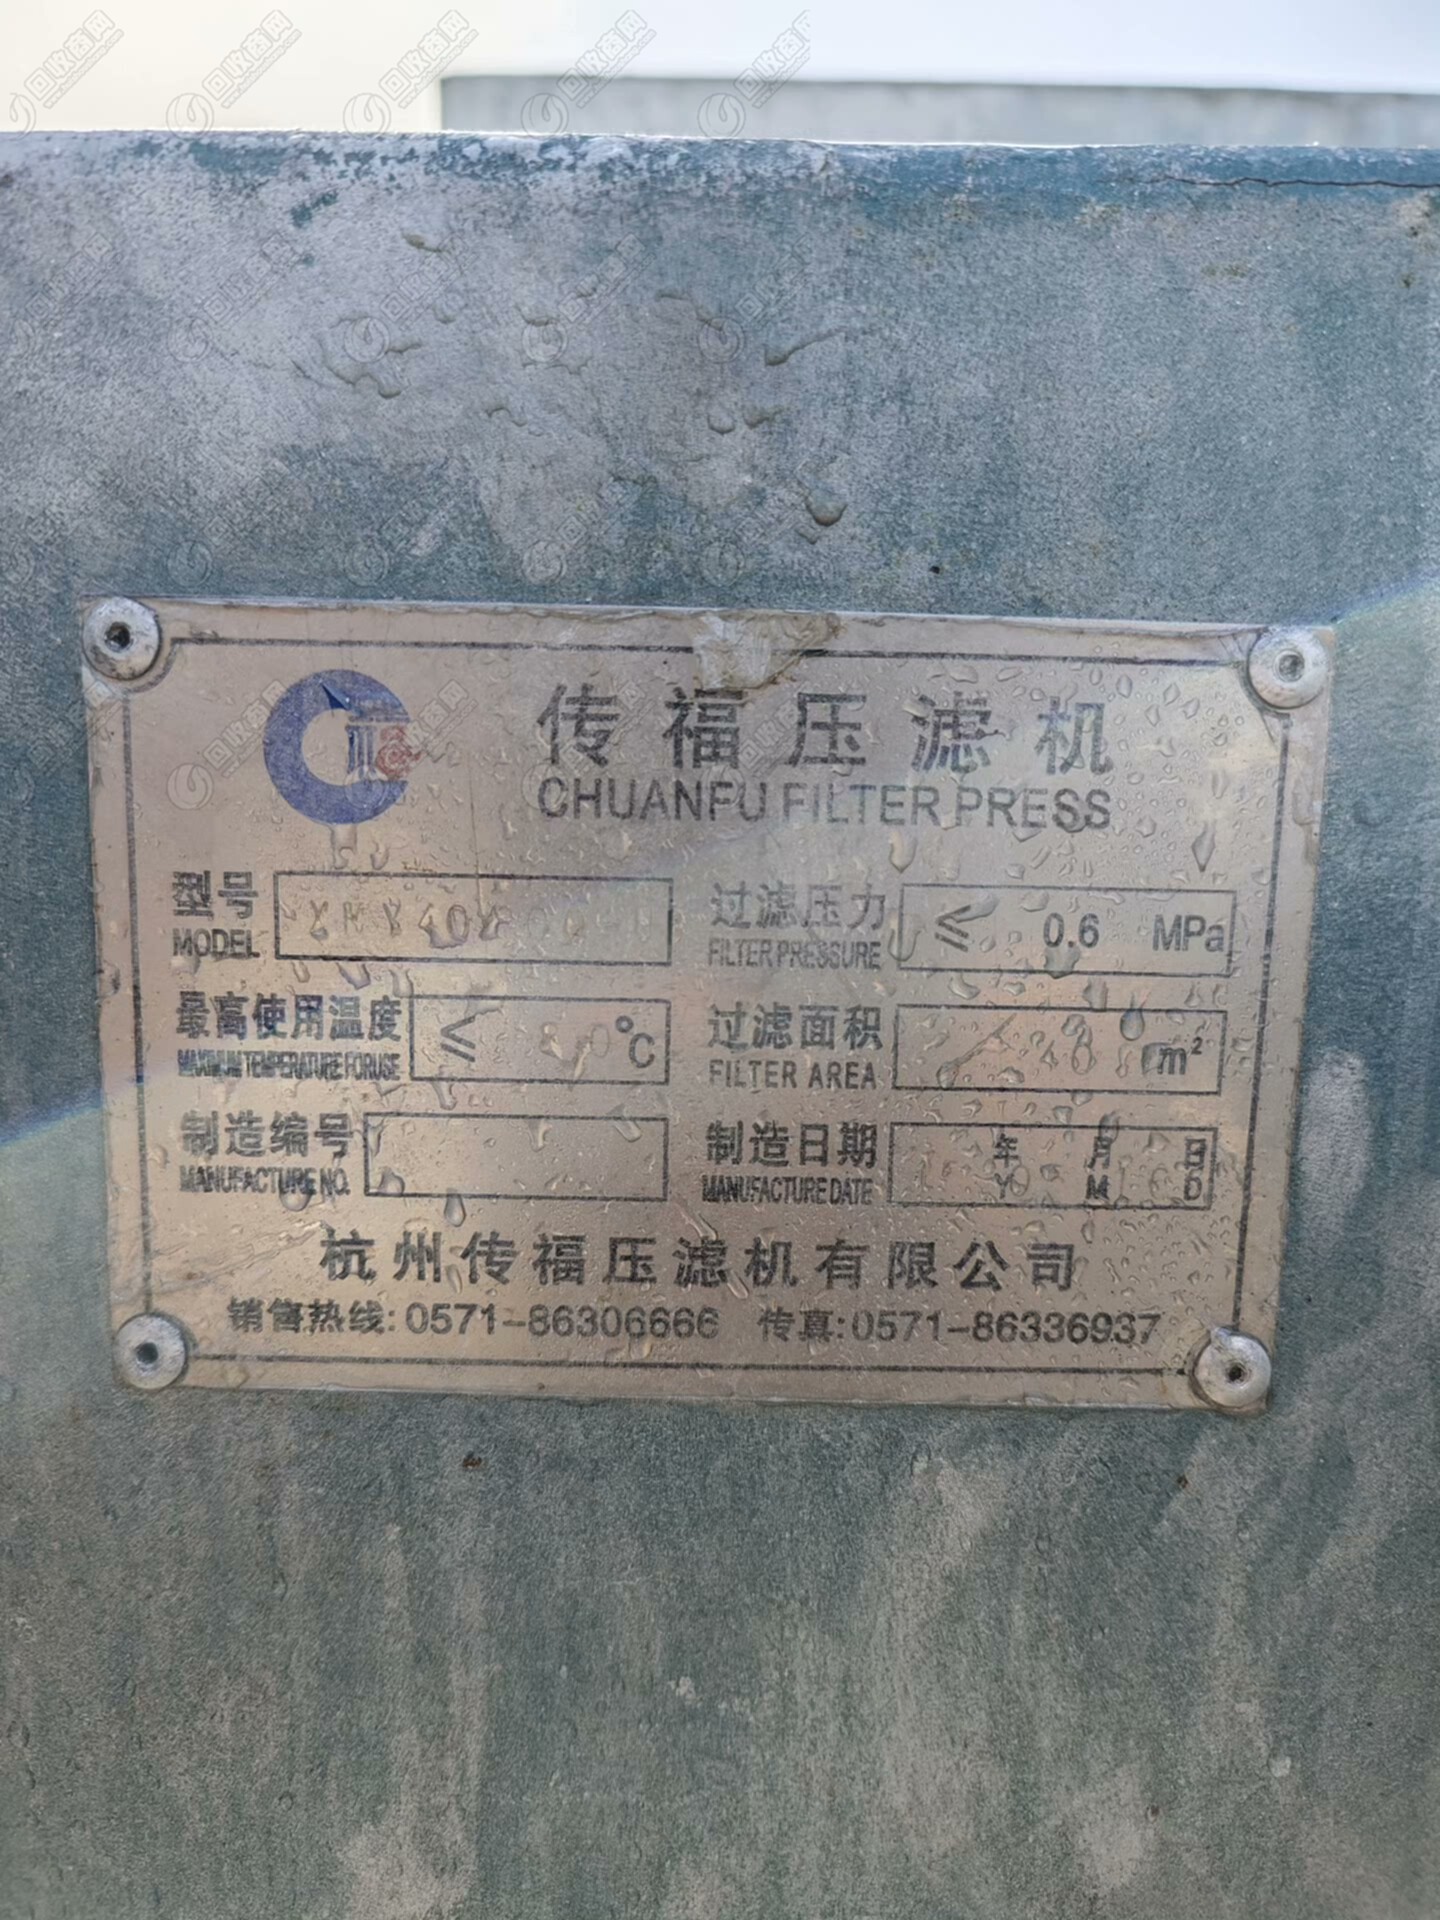 传福压滤机
CHUANFU FILTER PRESS
型号
MODEL
过滤压力 ≤ 0.6 MPa
FILTER PRESSURE
最高使用温度 ≤ ℃
MAXIMUM TEMPERATURE FOR USE
过滤面积 m²
FILTER AREA
制造编号
MANUFACTURE NO.
制造日期 年 月 日
MANUFACTURE DATE Y M D
杭州传福压滤机有限公司
销售热线:0571-86306666 传真:0571-86336937